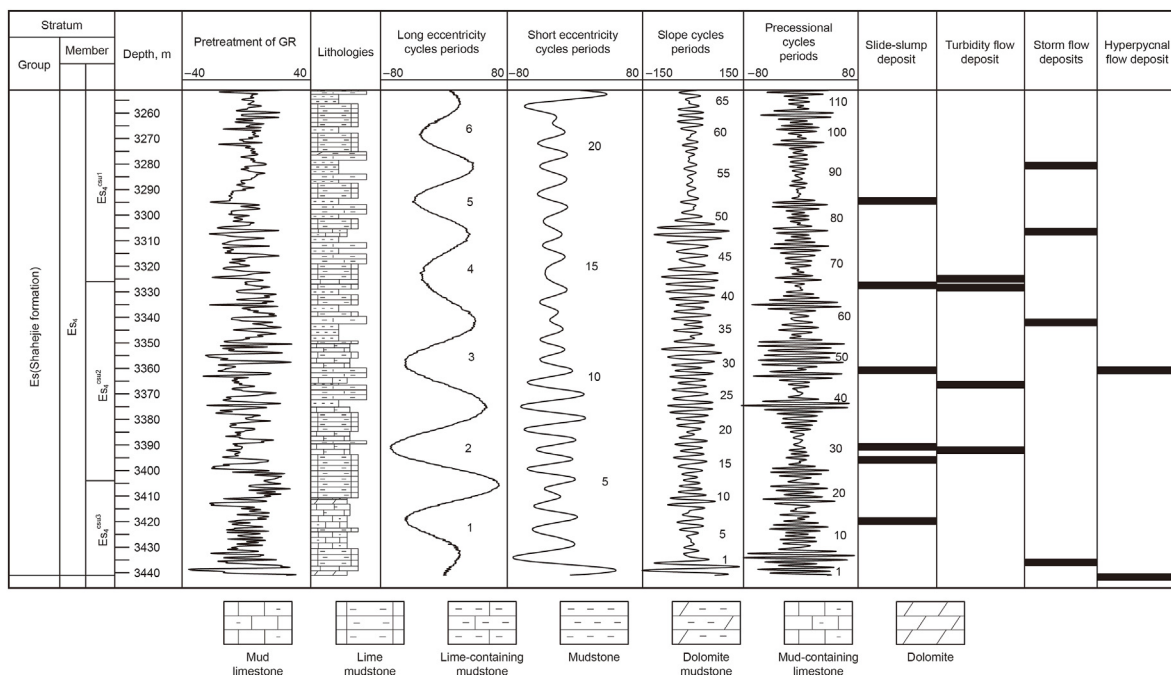 Stratum
Group
Member
Depth, m
Pretreatment of GR
−40 40
Lithologies
Long eccentricity
cycles periods
−80 80
Short eccentricity
cycles periods
−80 80
Slope cycles
periods
−150 150
Precessional
cycles
periods
−80 80
Slide-slump
deposit
Turbidity flow
deposit
Storm flow
deposits
Hyperpycnal
flow deposit
Es(Shahejie formation)
Es₄
Es₄ᶜˢᵘ¹
Es₄ᶜˢᵘ²
Es₄ᶜˢᵘ³
3260
3270
3280
3290
3300
3310
3320
3330
3340
3350
3360
3370
3380
3390
3400
3410
3420
3430
3440
6
5
4
3
2
1
20
15
10
5
65
60
55
50
45
40
35
30
25
20
15
10
5
1
110
100
90
80
70
60
50
40
30
20
10
1
Mud
limestone
Lime
mudstone
Lime-containing
mudstone
Mudstone
Dolomite
mudstone
Mud-containing
limestone
Dolomite